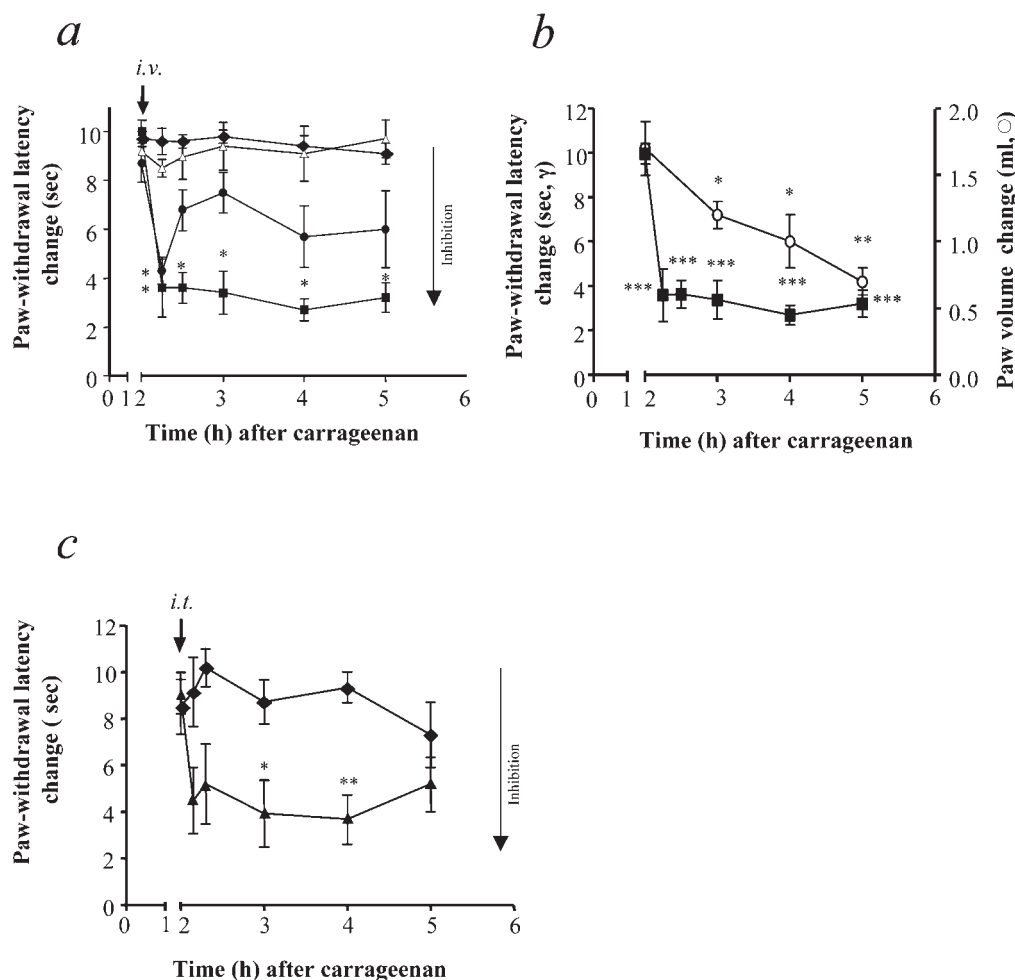 a
i.v.
Paw-withdrawal latency
change (sec)
10
8
6
4
2
0
* * * * *
*
Inhibition
0 1 2 3 4 5 6
Time (h) after carrageenan
b
Paw-withdrawal latency
change (sec, γ)
12
10
8
6
4
2
0
* * **
*** *** *** *** ***
2.0
1.5
1.0
0.5
0.0
Paw volume change (ml, ○)
0 1 2 3 4 5 6
Time (h) after carrageenan
c
i.t.
Paw-withdrawal latency
change ( sec)
12
10
8
6
4
2
0
* **
Inhibition
0 1 2 3 4 5 6
Time (h) after carrageenan